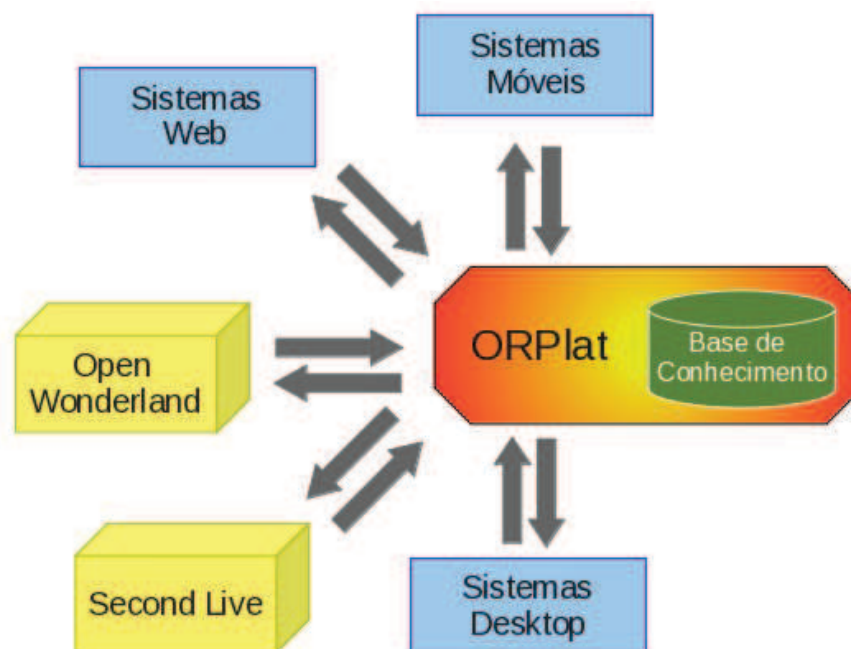 Sistemas
Móveis
Sistemas
Web
ORPlat
Base de
Conhecimento
Open
Wonderland
Second Live
Sistemas
Desktop